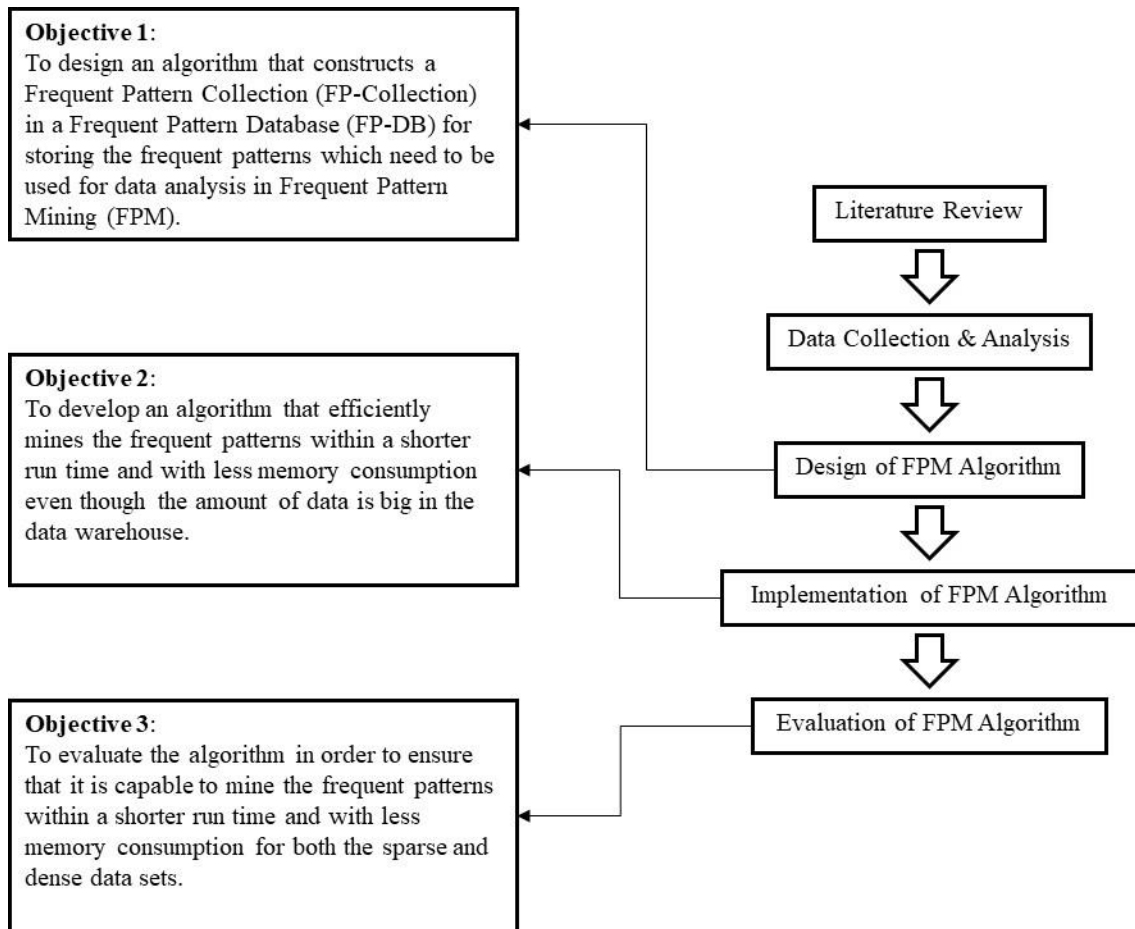 Objective 1:
To design an algorithm that constructs a
Frequent Pattern Collection (FP-Collection)
in a Frequent Pattern Database (FP-DB) for
storing the frequent patterns which need to be
used for data analysis in Frequent Pattern
Mining (FPM).
Objective 2:
To develop an algorithm that efficiently
mines the frequent patterns within a shorter
run time and with less memory consumption
even though the amount of data is big in the
data warehouse.
Objective 3:
To evaluate the algorithm in order to ensure
that it is capable to mine the frequent patterns
within a shorter run time and with less
memory consumption for both the sparse and
dense data sets.
Literature Review
Data Collection & Analysis
Design of FPM Algorithm
Implementation of FPM Algorithm
Evaluation of FPM Algorithm